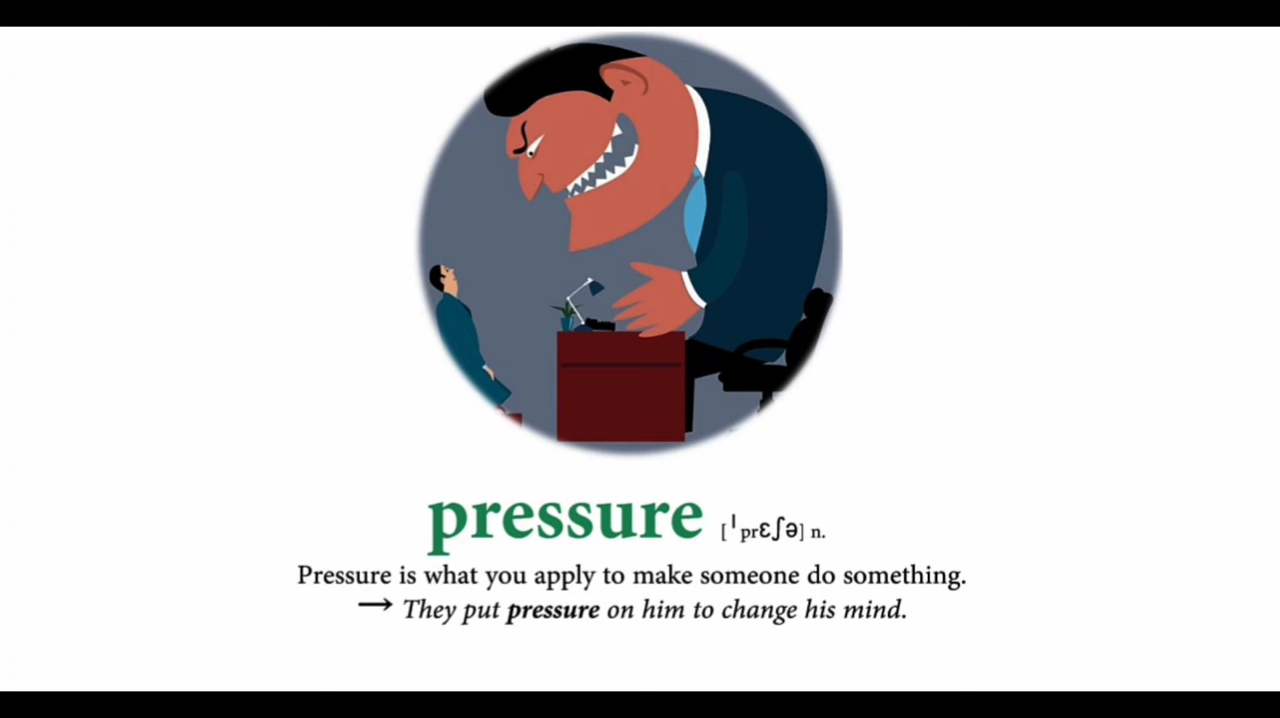 pressure [ˈprɛʃə] n.
Pressure is what you apply to make someone do something.
→ They put pressure on him to change his mind.